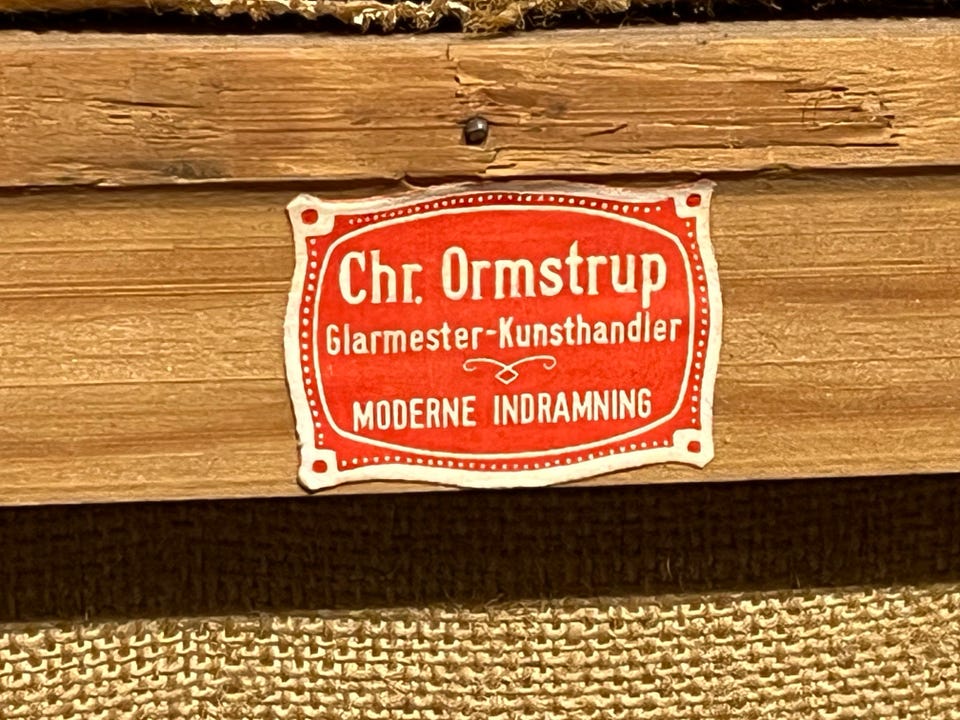 Chr. Ormstrup
Glarmester-Kunsthandler
MODERNE INDRAMNING